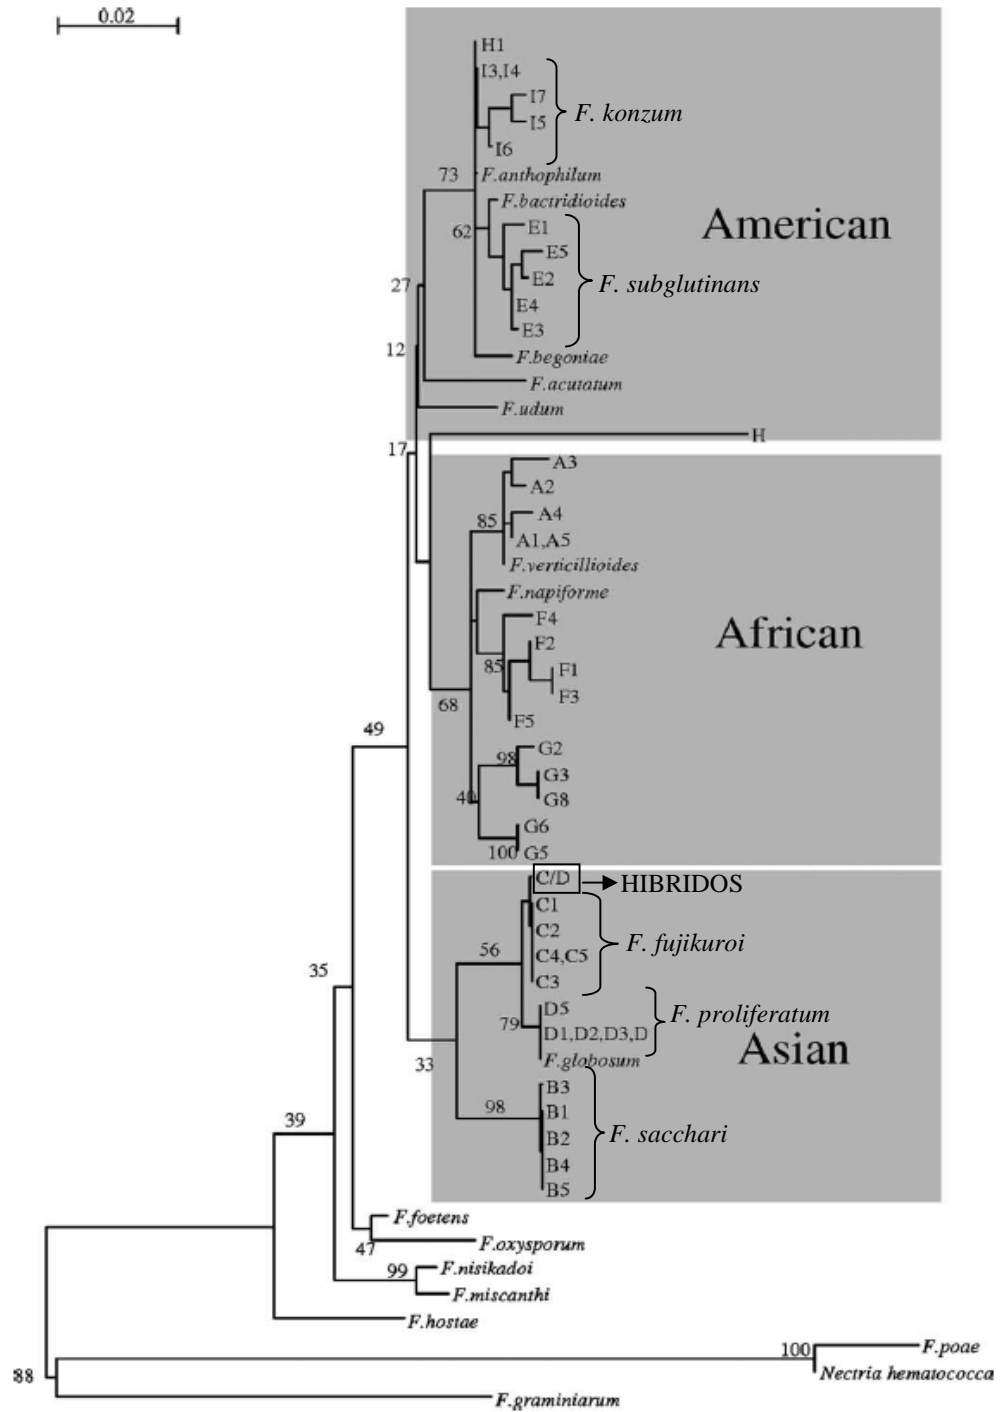 0.02
H1
I3,I4
I7
F. konzum
I5
I6
73
F.anthophilum
F.bactridioides
American
62
E1
E5
F. subglutinans
E2
27
E4
E3
12
F.begoniae
F.acutatum
F.udum
H
17
A3
A2
A4
85
A1,A5
F.verticillioides
F.napiforme
F4
African
F2
85
F1
F3
68
F5
49
G2
98
G3
40
G8
G6
100
G5
C/D
HIBRIDOS
C1
C2
F. fujikuroi
56
C4,C5
35
C3
D5
F. proliferatum
79
D1,D2,D3,D
Asian
33
F.globosum
B3
98
B1
39
B2
F. sacchari
B4
B5
F.foetens
47
F.oxysporum
99
F.nisikadoi
F.miscanthi
F.hostae
100
F.poae
88
Nectria hematococca
F.graminiarum